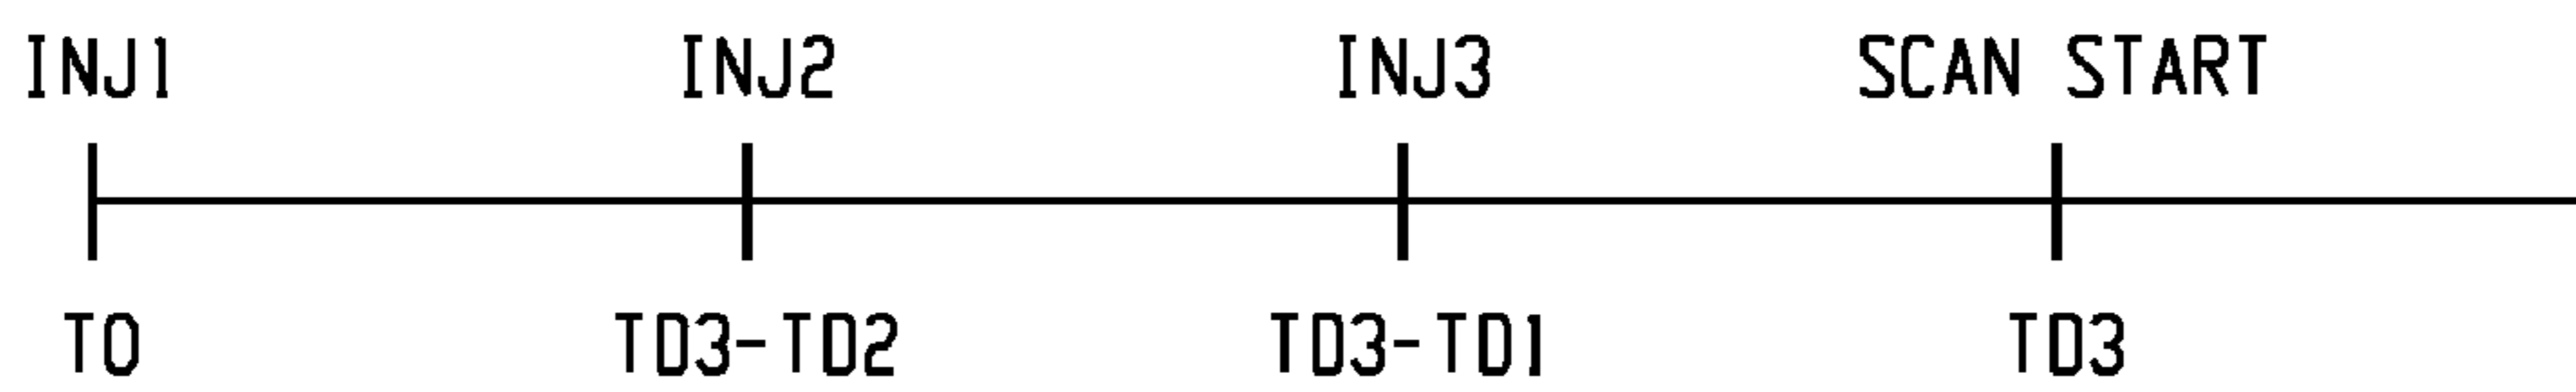 INJ1 INJ2 INJ3 SCAN START
T0 TD3-TD2 TD3-TD1 TD3